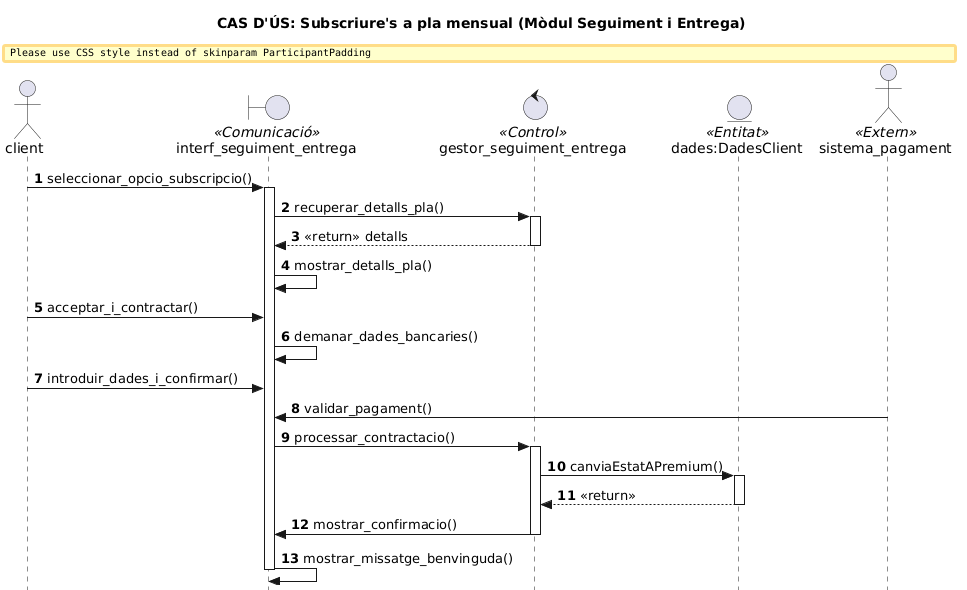 CAS D'ÚS: Subscriure's a pla mensual (Mòdul Seguiment i Entrega)
Please use CSS style instead of skinparam ParticipantPadding
«Comunicació» «Control» «Entitat» «Extern»
client interf_seguiment_entrega gestor_seguiment_entrega dades:DadesClient sistema_pagament
1 seleccionar_opcio_subscripcio()
2 recuperar_detalls_pla()
3 «return» detalls
4 mostrar_detalls_pla()
5 acceptar_i_contractar()
6 demanar_dades_bancaries()
7 introduir_dades_i_confirmar()
8 validar_pagament()
9 processar_contractacio()
10 canviaEstatAPremium()
11 «return»
12 mostrar_confirmacio()
13 mostrar_missatge_benvinguda()